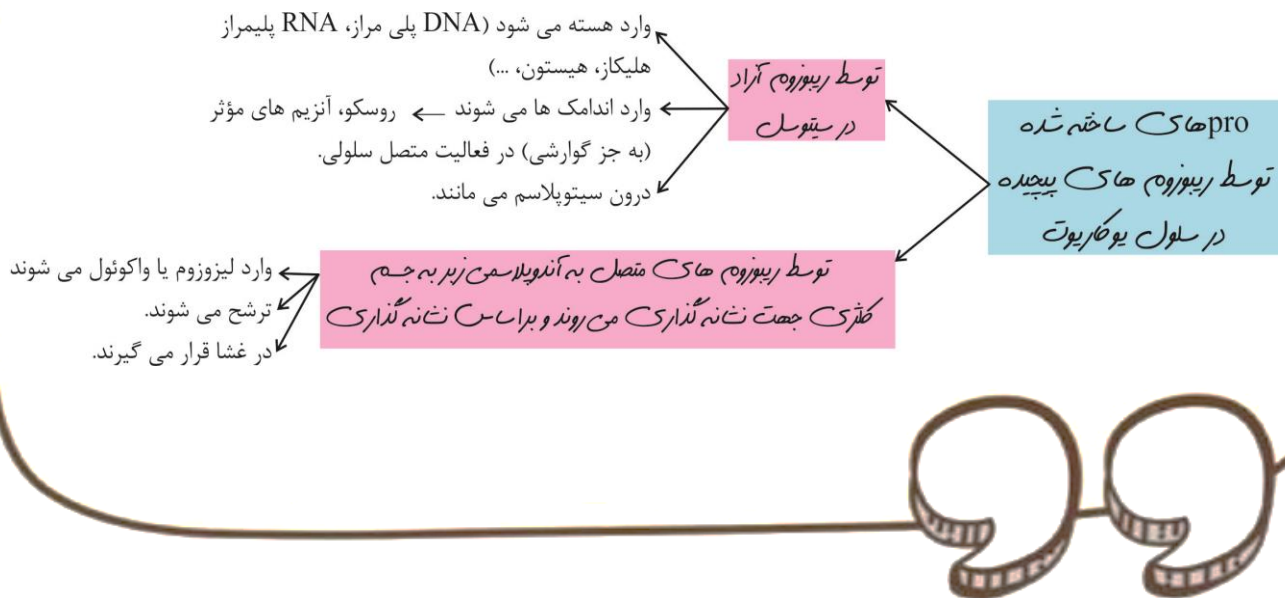 proهای ساخته شده
توسط ریبوزوم های پیچیده
در سلول یوکاریوت
توسط ریبوزوم آزاد
در سیتوسل
وارد هسته می شود (DNA پلی مراز، RNA پلیمراز
هلیکاز، هیستون، ...)
وارد اندامک ها می شوند ← روسکو، آنزیم های مؤثر
(به جز گوارشی) در فعالیت متصل سلولی.
درون سیتوپلاسم می مانند.
توسط ریبوزوم های متصل به آندوپلاسمی زبر به جسم
گلژی جهت نشانه گذاری می روند و براساس نشانه گذاری
وارد لیزوزوم یا واکوئول می شوند
ترشح می شوند.
در غشا قرار می گیرند.